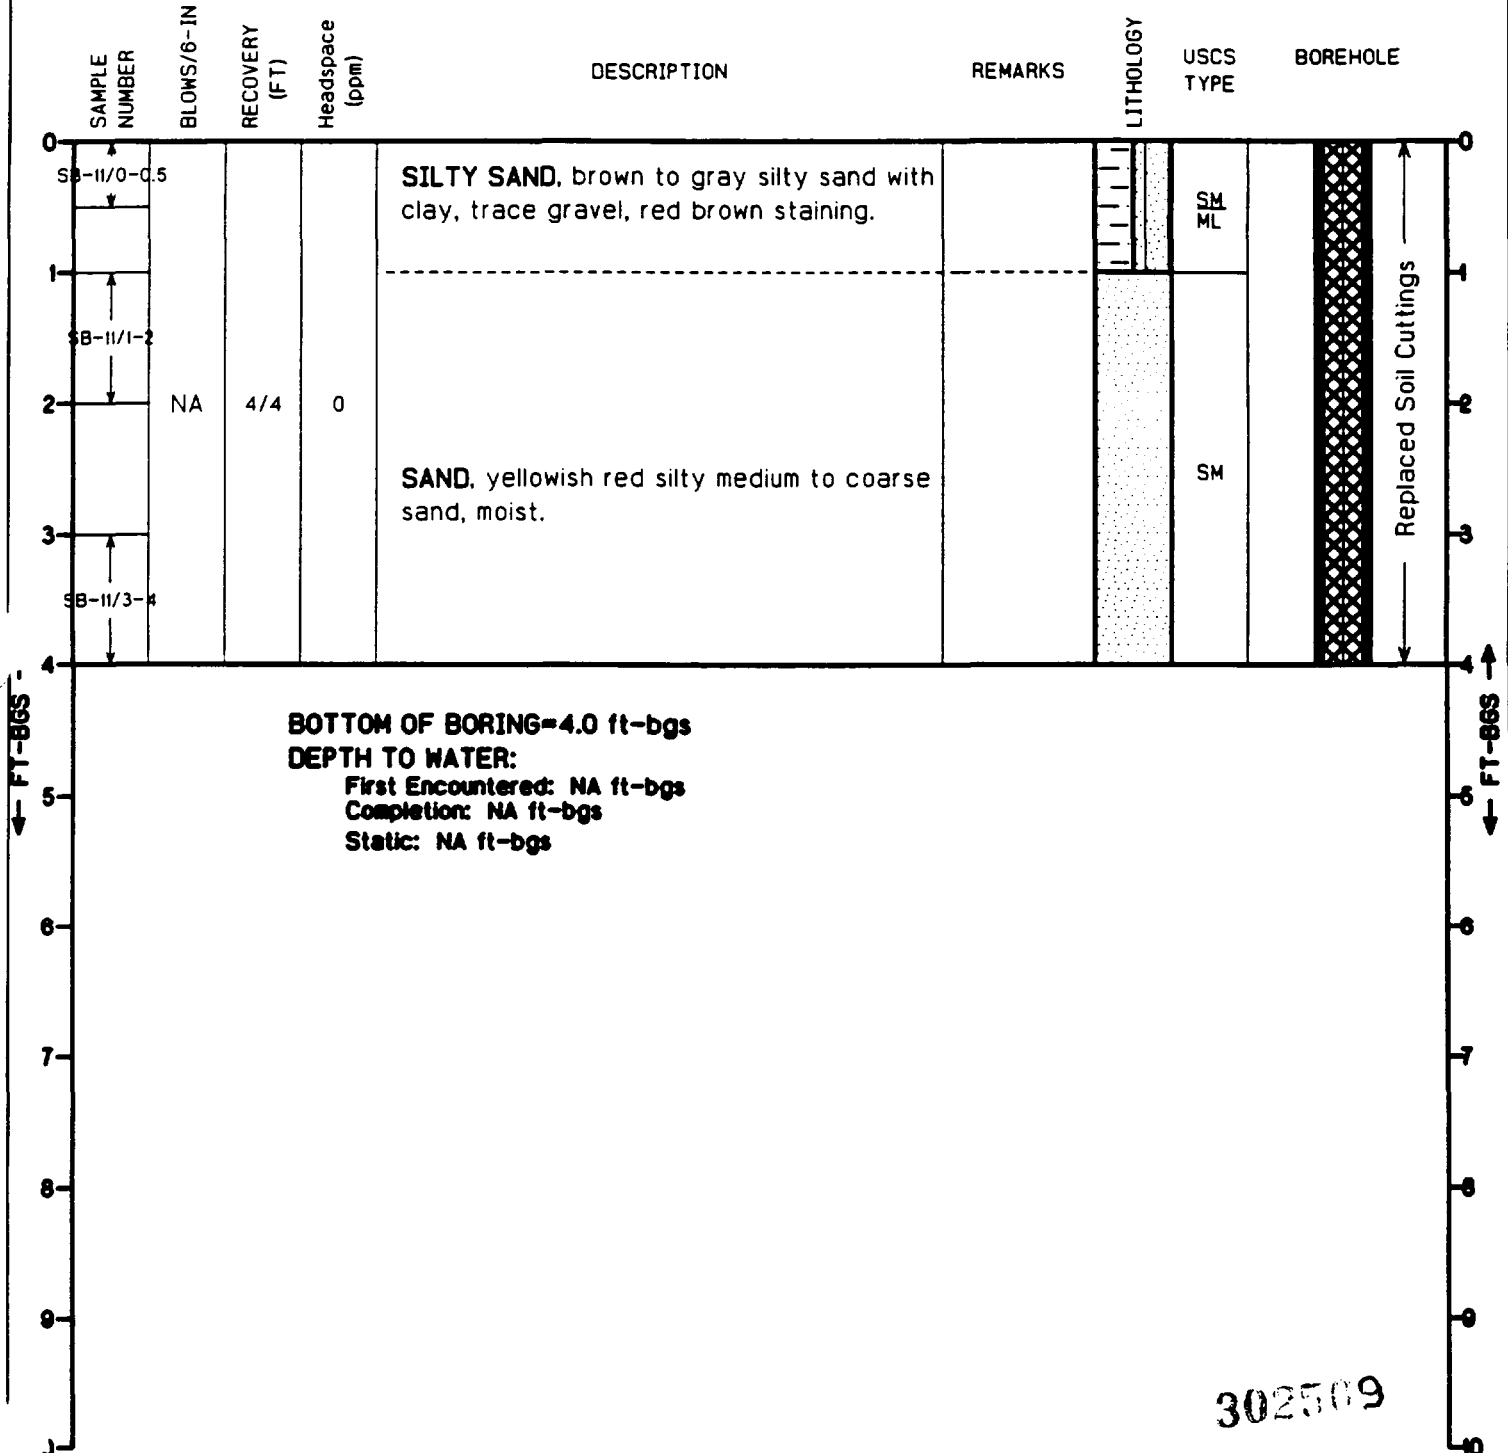 SAMPLE
NUMBER
BLOWS/6-IN
RECOVERY
(FT)
Headspace
(ppm)
DESCRIPTION
REMARKS
LITHOLOGY
USCS
TYPE
BOREHOLE
0
0
SB-11/0-0.5
SILTY SAND, brown to gray silty sand with
clay, trace gravel, red brown staining.
SM
ML
1
1
SB-11/1-2
2
NA
4/4
0
2
SAND, yellowish red silty medium to coarse
sand, moist.
SM
Replaced Soil Cuttings
3
3
SB-11/3-4
4
4
FT-BGS
FT-BGS
BOTTOM OF BORING=4.0 ft-bgs
DEPTH TO WATER:
First Encountered: NA ft-bgs
Completion: NA ft-bgs
Static: NA ft-bgs
5
5
6
6
7
7
8
8
9
9